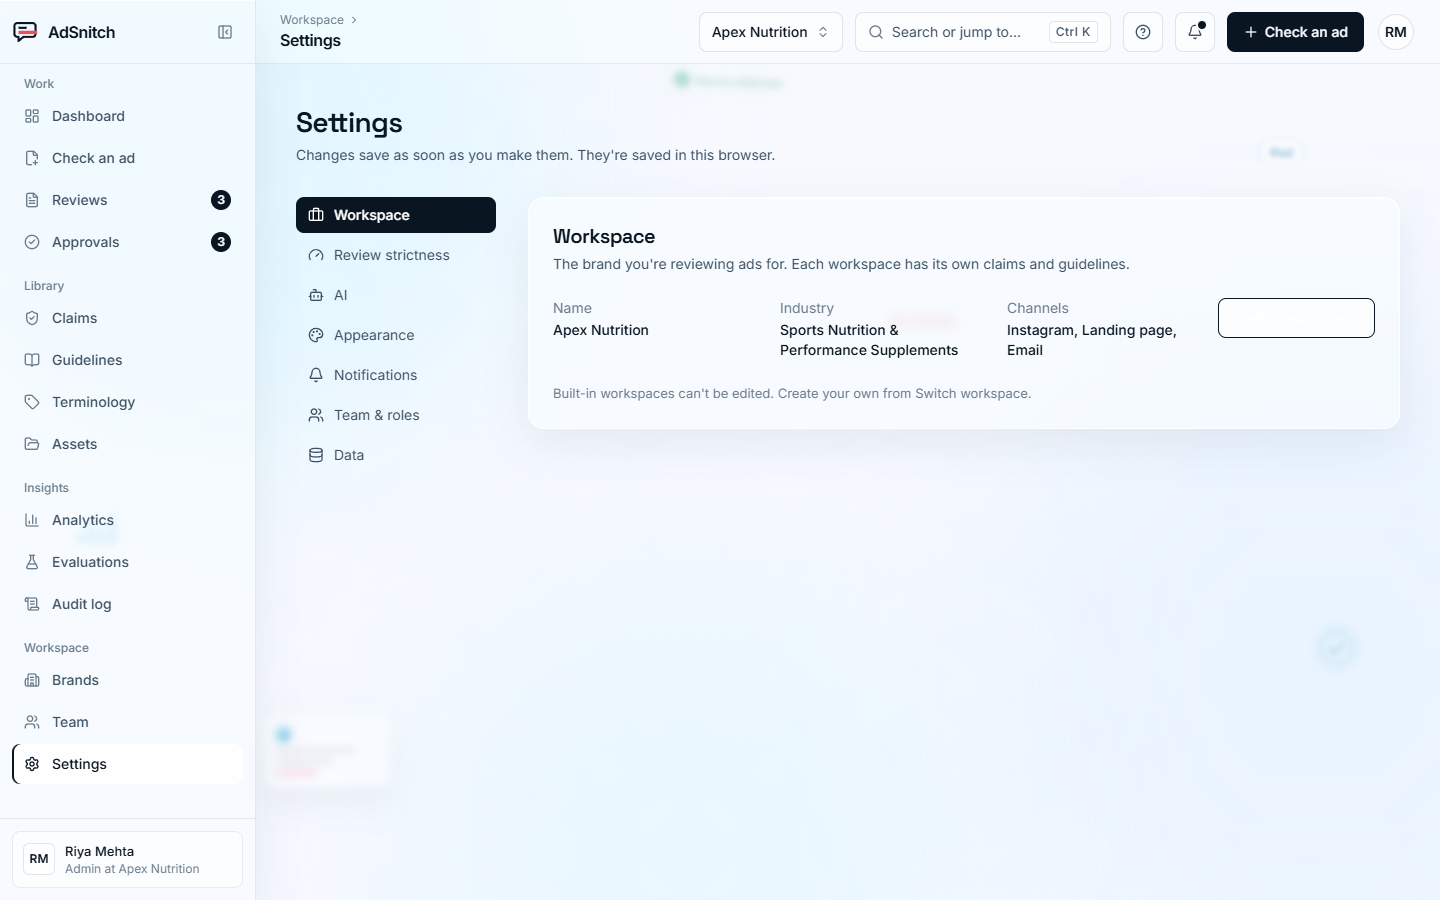 AdSnitch
Work
Dashboard
Check an ad
Reviews 3
Approvals 3
Library
Claims
Guidelines
Terminology
Assets
Insights
Analytics
Evaluations
Audit log
Workspace
Brands
Team
Settings
RM
Riya Mehta
Admin at Apex Nutrition
Workspace
Settings
Apex Nutrition
Search or jump to...
Ctrl K
Check an ad
RM
Settings
Changes save as soon as you make them. They're saved in this browser.
Workspace
Review strictness
AI
Appearance
Notifications
Team & roles
Data
Workspace
The brand you're reviewing ads for. Each workspace has its own claims and guidelines.
Name
Apex Nutrition
Industry
Sports Nutrition &
Performance Supplements
Channels
Instagram, Landing page,
Email
Built-in workspaces can't be edited. Create your own from Switch workspace.